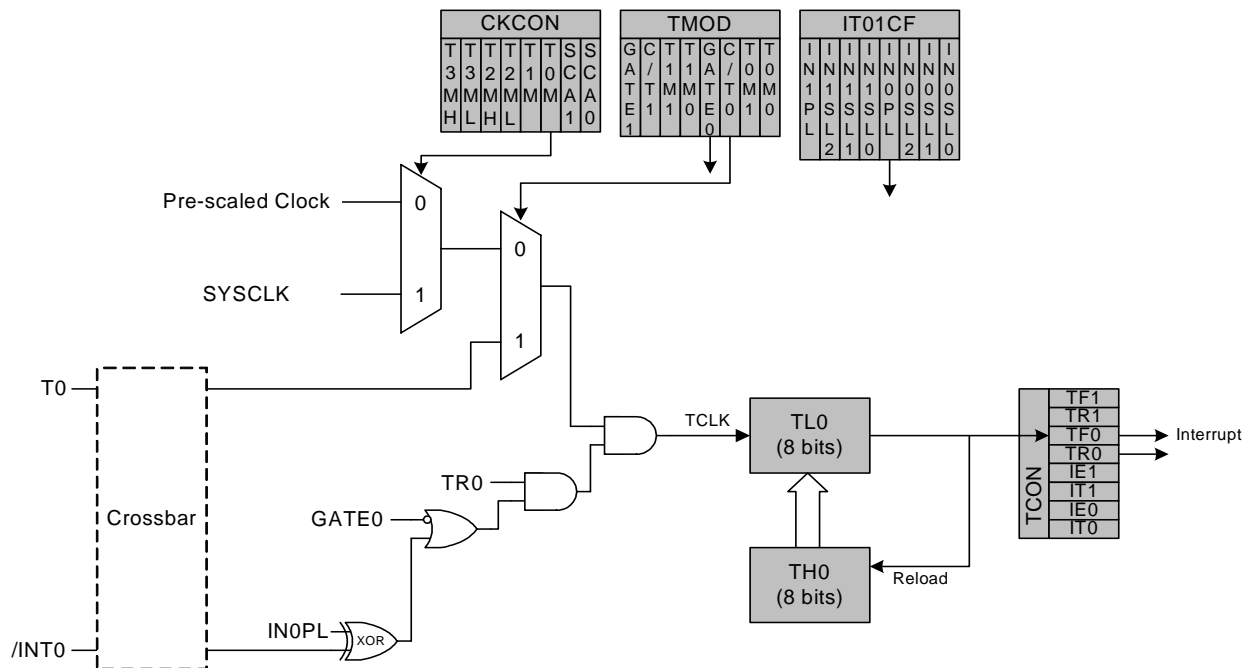 CKCON
T3MH
T3ML
T2MH
T2ML
T1M
T0M
SCA1
SCA0
TMOD
GATE1
C/T1
T1M1
T1M0
GATE0
C/T0
T0M1
T0M0
IT01CF
IN1PL
IN1SL2
IN1SL1
IN1SL0
IN0PL
IN0SL2
IN0SL1
IN0SL0
Pre-scaled Clock
0
SYSCLK
1
0
1
T0
Crossbar
/INT0
TR0
GATE0
IN0PL
XOR
TCLK
TL0
(8 bits)
TH0
(8 bits)
Reload
TCON
TF1
TR1
TF0
TR0
IE1
IT1
IE0
IT0
Interrupt